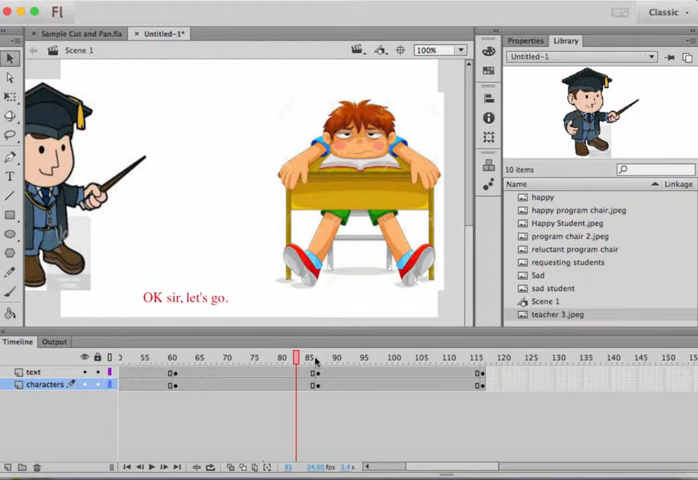 Fl
Classic
Sample Cut and Pan.fla
Untitled-1*
Scene 1
100%
Properties
Library
Untitled-1
10 items
Name
Linkage
happy
happy program chair.jpeg
Happy Student.jpeg
program chair 2.jpeg
reluctant program chair
requesting students
Sad
sad student
Scene 1
teacher 3.jpeg
OK sir, let's go.
Timeline
Output
55 60 65 70 75 80 85 90 95 100 105 110 115 120 125 130 135 140 145 150 15
text
characters
24.00 fps